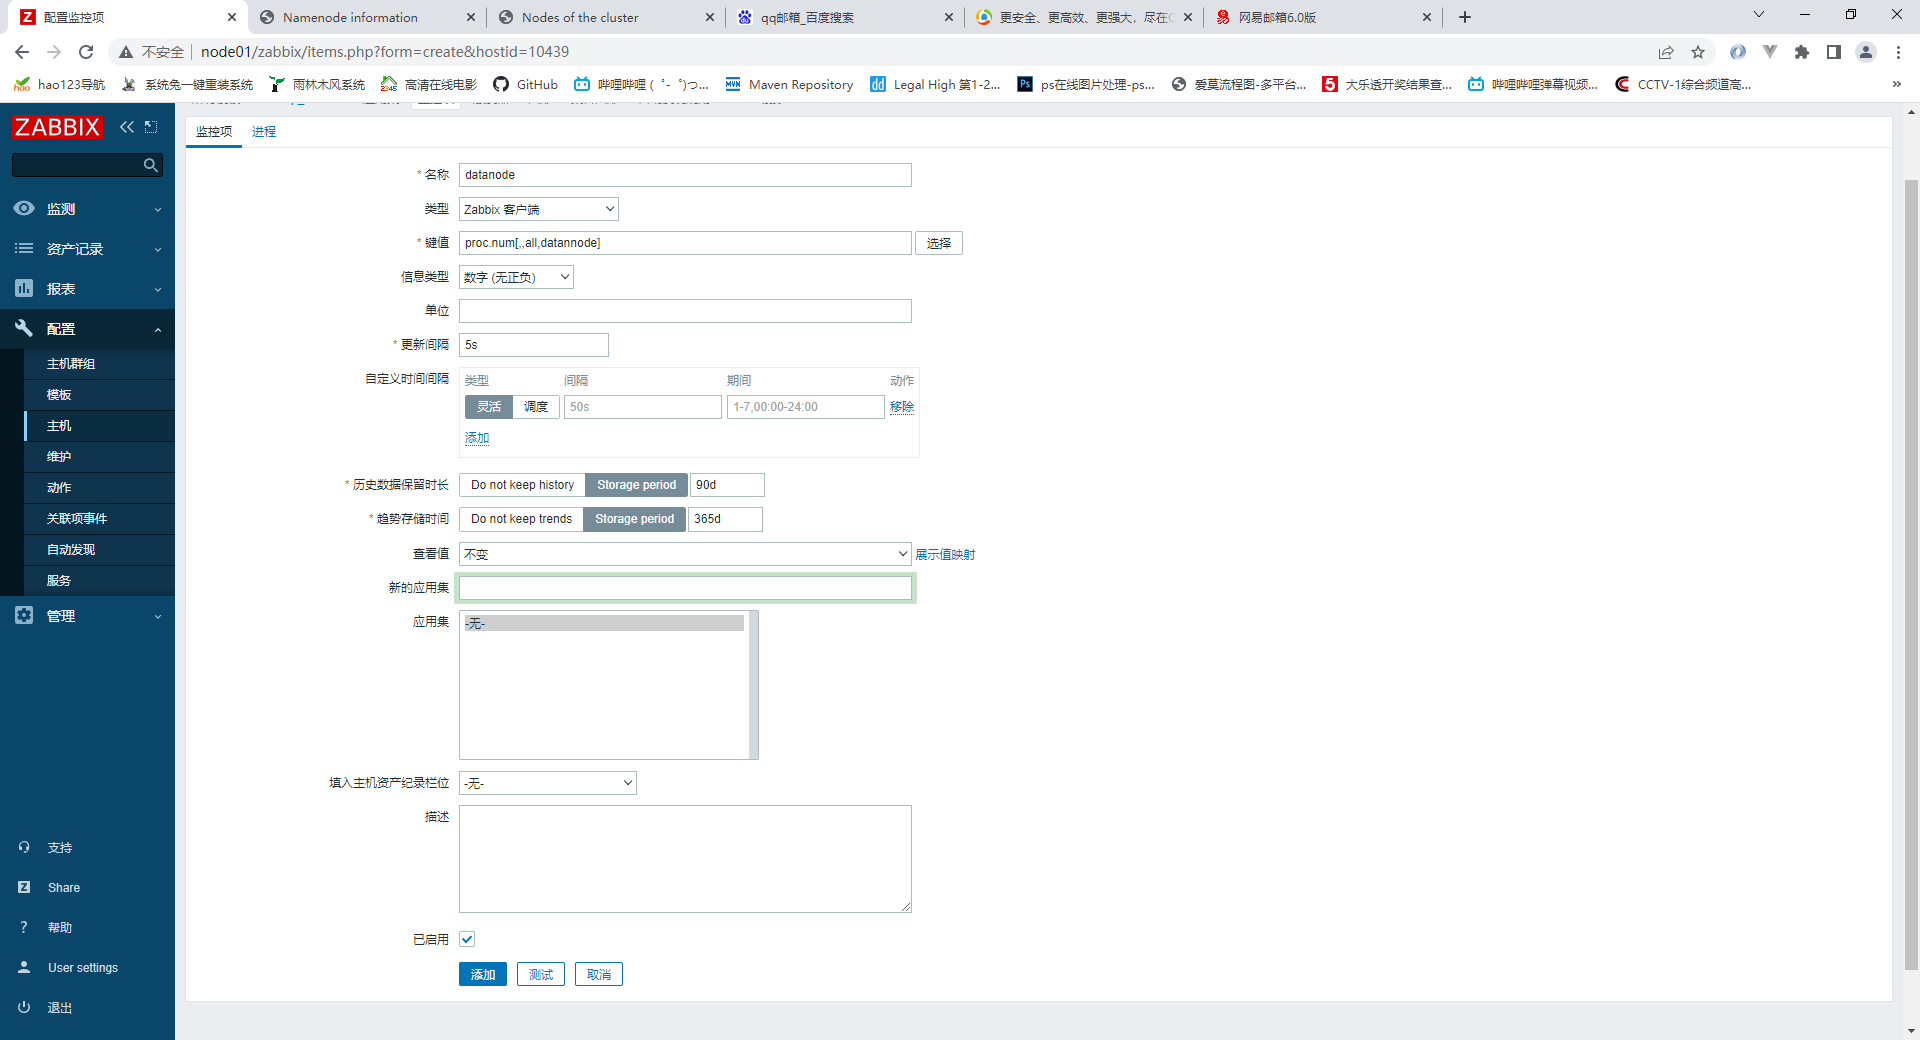 配置监控项
Namenode information
Nodes of the cluster
qq邮箱_百度搜索
更安全、更高效、更强大，尽在
网易邮箱6.0版
不安全 | node01/zabbix/items.php?form=create&hostid=10439
hao123导航
系统兔一键重装系统
雨林木风系统
高清在线电影
GitHub
哔哩哔哩 ( ゜- ゜)つ...
Maven Repository
Legal High 第1-2...
ps在线图片处理-ps...
爱莫流程图-多平台...
大乐透开奖结果查...
哔哩哔哩弹幕视频...
CCTV-1综合频道高...
»
ZABBIX
监测
资产记录
报表
配置
主机群组
模板
主机
维护
动作
关联项事件
自动发现
服务
管理
支持
Share
帮助
User settings
退出
监控项 进程
* 名称 datanode
类型 Zabbix 客户端
* 键值 proc.num[,,all,datannode] 选择
信息类型 数字 (无正负)
单位
* 更新间隔 5s
自定义时间间隔 类型 间隔 期间 动作
灵活 调度 50s 1-7,00:00-24:00 移除
添加
* 历史数据保留时长 Do not keep history Storage period 90d
* 趋势存储时间 Do not keep trends Storage period 365d
查看值 不变 展示值映射
新的应用集
应用集 -无-
填入主机资产纪录栏位 -无-
描述
已启用
添加 测试 取消